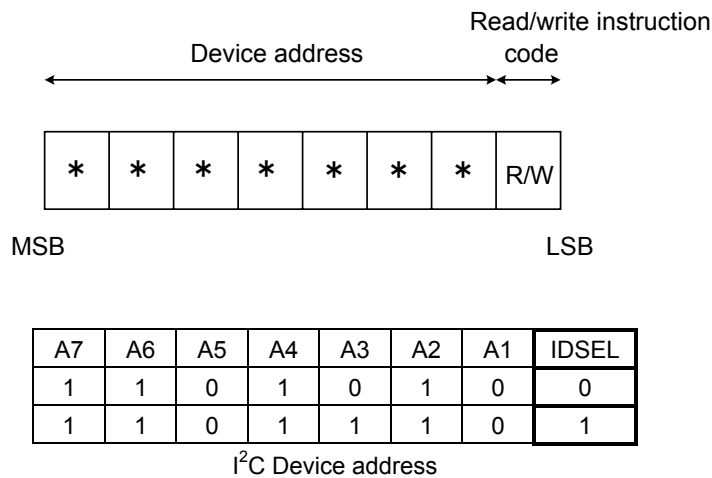 Read/write instruction
Device address code
* * * * * * * R/W
MSB LSB
A7 A6 A5 A4 A3 A2 A1 IDSEL
1 1 0 1 0 1 0 0
1 1 0 1 1 1 0 1
I²C Device address